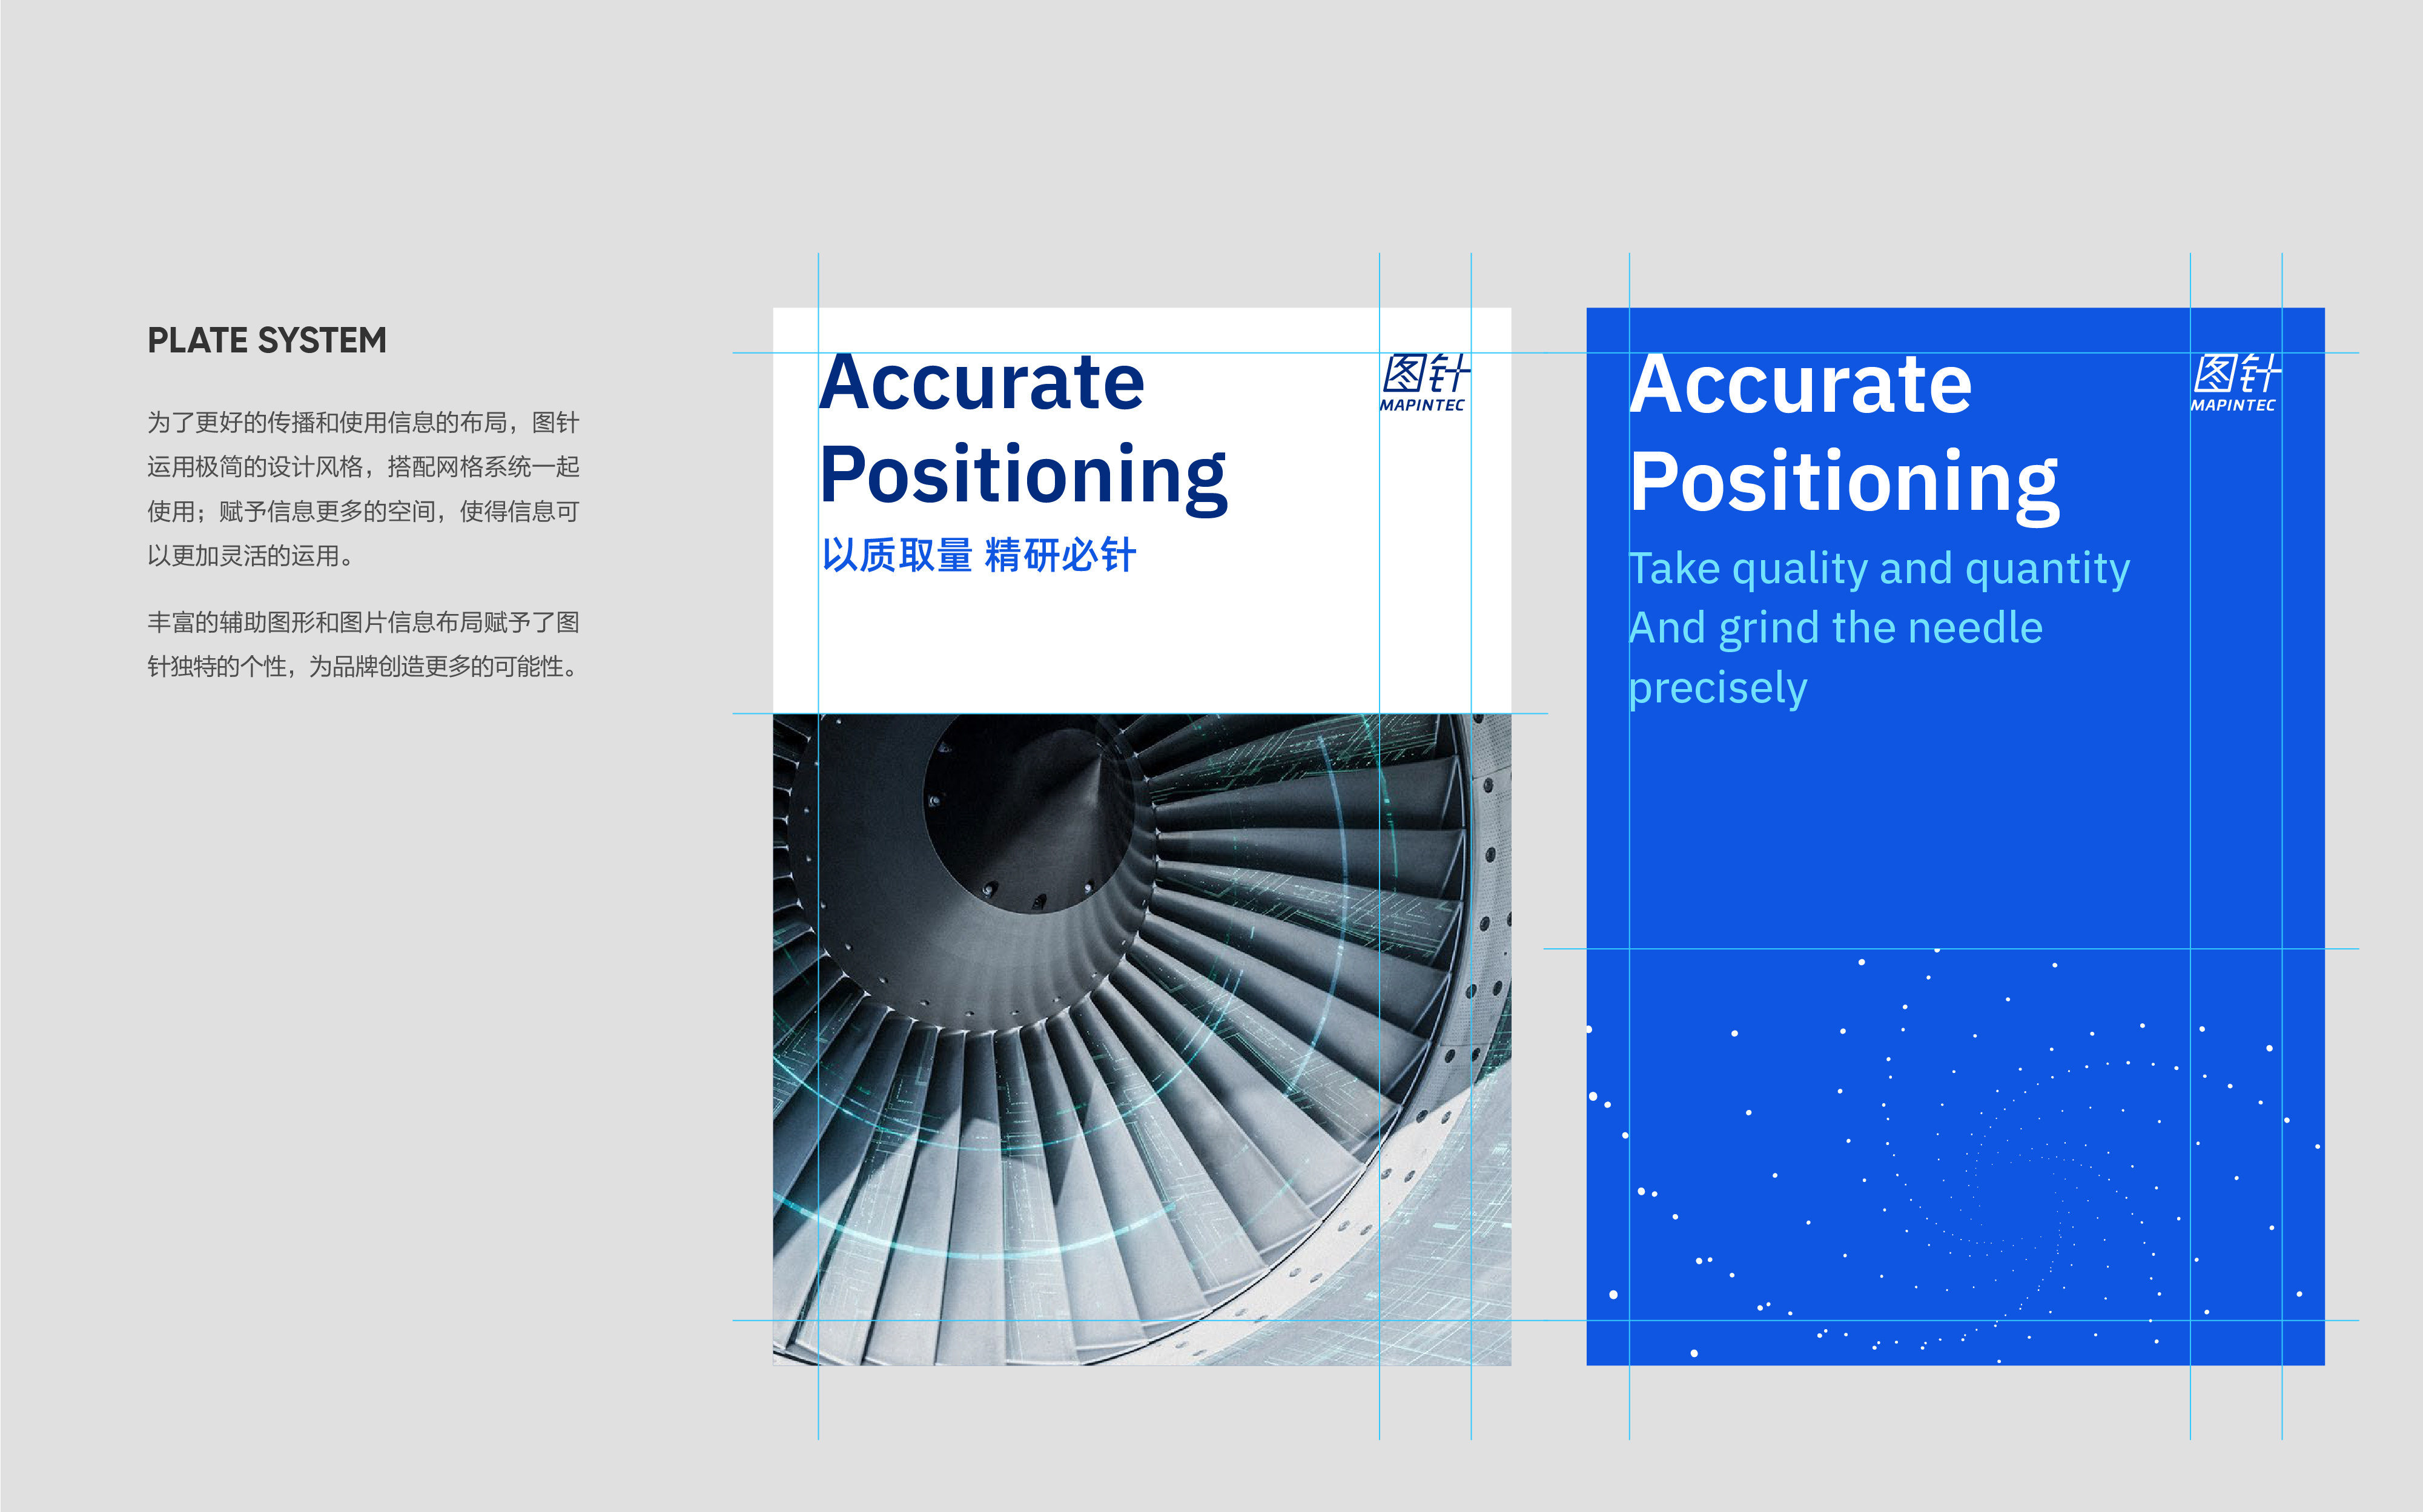 PLATE SYSTEM
为了更好的传播和使用信息的布局，图针
运用极简的设计风格，搭配网格系统一起
使用；赋予信息更多的空间，使得信息可
以更加灵活的运用。
丰富的辅助图形和图片信息布局赋予了图
针独特的个性，为品牌创造更多的可能性。
Accurate
Positioning
以质取量 精研必针
图针
MAPINTEC
Accurate
Positioning
Take quality and quantity
And grind the needle
precisely
图针
MAPINTEC